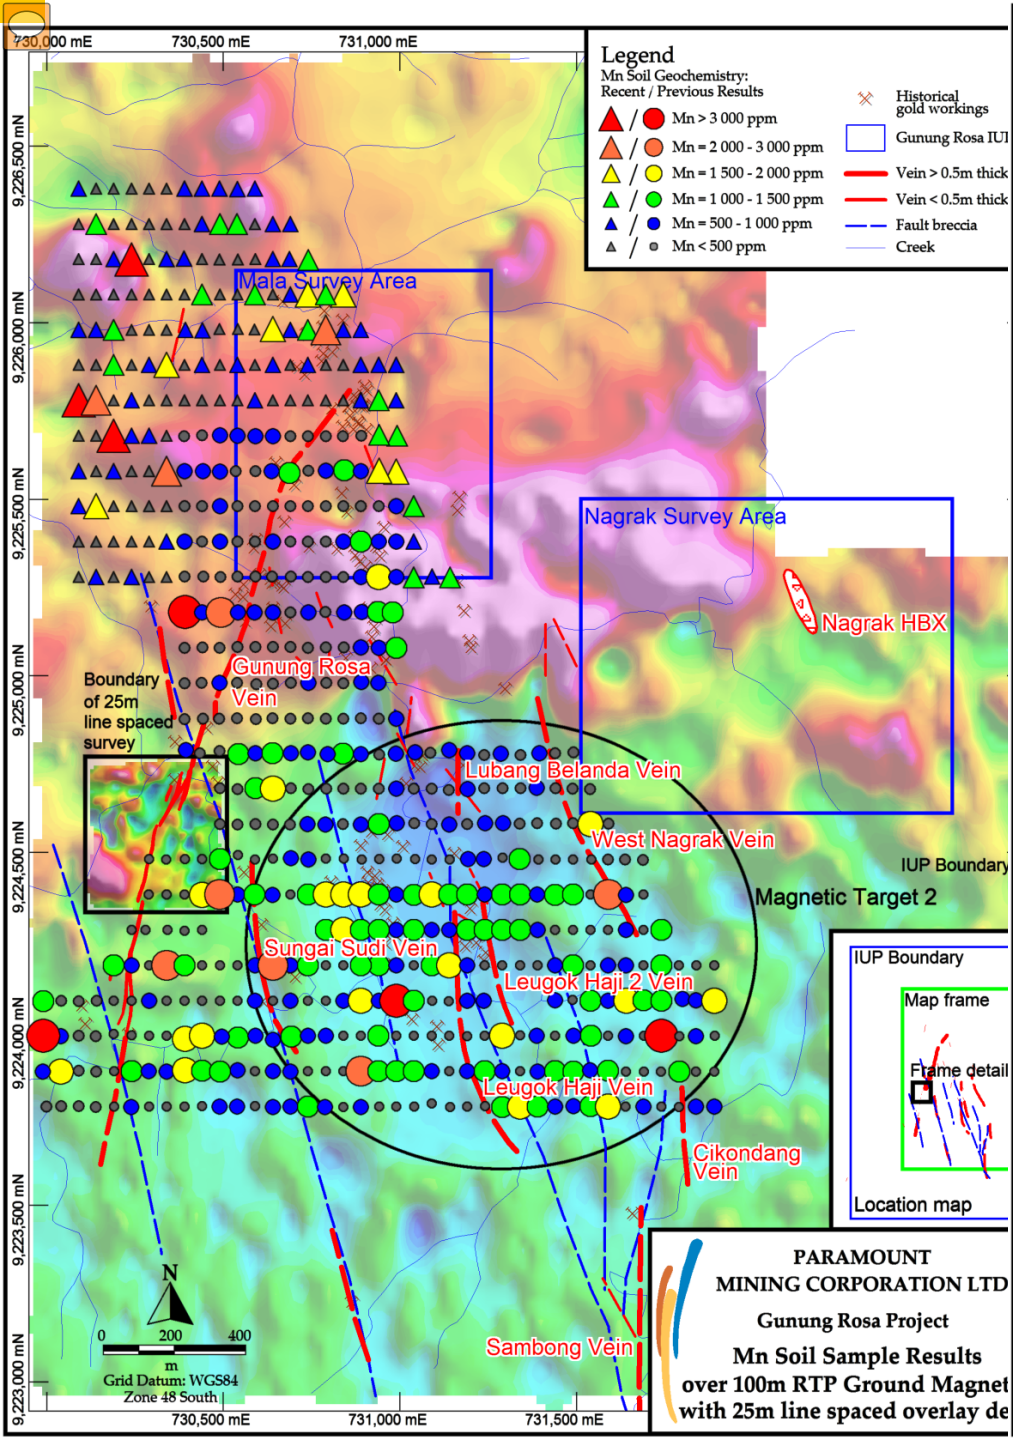 730,000 mE
730,500 mE
731,000 mE
Legend
Mn Soil Geochemistry:
Recent / Previous Results
Mn > 3 000 ppm
Mn = 2 000 - 3 000 ppm
Mn = 1 500 - 2 000 ppm
Mn = 1 000 - 1 500 ppm
Mn = 500 - 1 000 ppm
Mn < 500 ppm
Historical
gold workings
Gunung Rosa IUI
Vein > 0.5m thick
Vein < 0.5m thick
Fault breccia
Creek
9,226,500 mN
9,226,000 mN
9,225,500 mN
9,225,000 mN
9,224,500 mN
9,224,000 mN
9,223,500 mN
9,223,000 mN
Mala Survey Area
Nagrak Survey Area
Nagrak HBX
Gunung Rosa
Vein
Boundary
of 25m
line spaced
survey
Lubang Belanda Vein
West Nagrak Vein
IUP Boundary
Magnetic Target 2
Sungai Sudi Vein
Leugok Haji 2 Vein
Leugok Haji Vein
Cikondang
Vein
Sambong Vein
IUP Boundary
Map frame
Frame detail
Location map
N
0 200 400
m
Grid Datum: WGS84
Zone 48 South
PARAMOUNT
MINING CORPORATION LTD
Gunung Rosa Project
Mn Soil Sample Results
over 100m RTP Ground Magnet
with 25m line spaced overlay de
730,500 mE
731,000 mE
731,500 mE